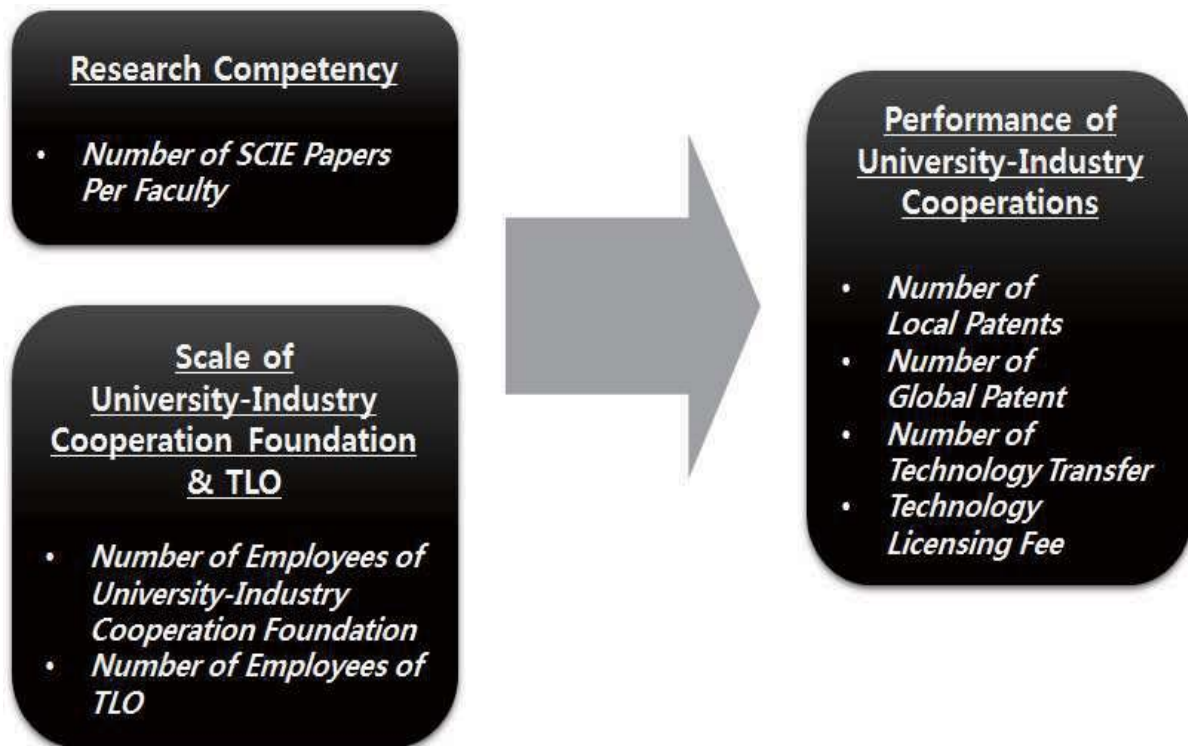 Research Competency
• Number of SCIE Papers
Per Faculty
Scale of
University-Industry
Cooperation Foundation
& TLO
• Number of Employees of
University-Industry
Cooperation Foundation
• Number of Employees of
TLO
Performance of
University-Industry
Cooperations
• Number of
Local Patents
• Number of
Global Patent
• Number of
Technology Transfer
• Technology
Licensing Fee